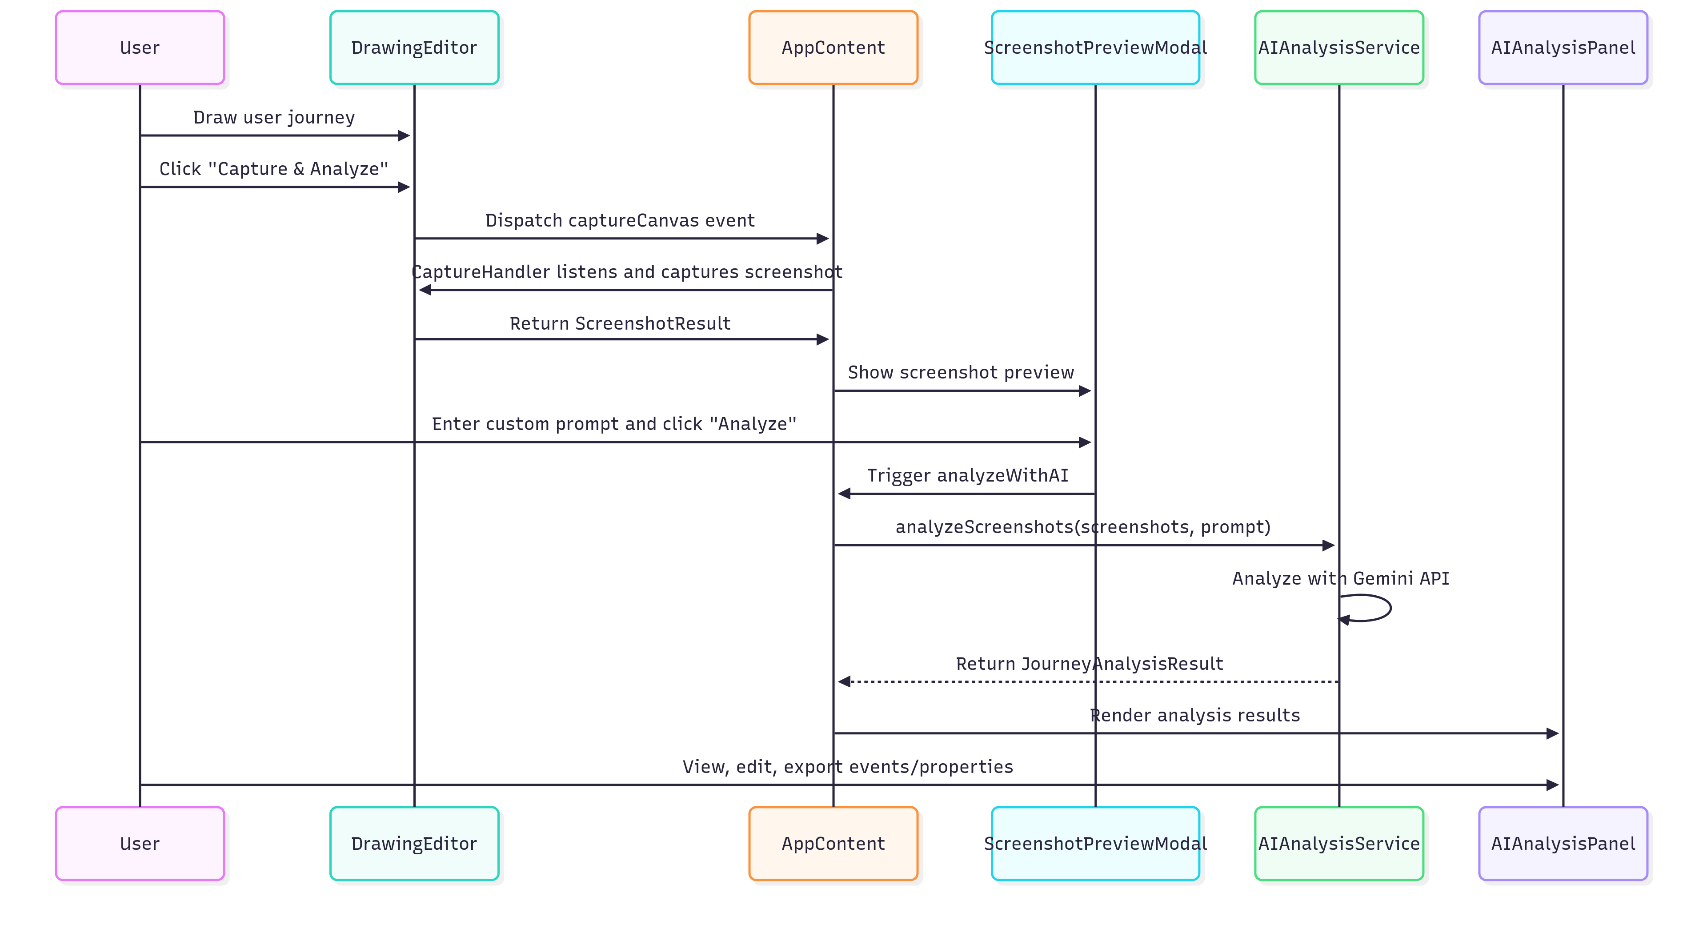 User
DrawingEditor
AppContent
ScreenshotPreviewModal
AIAnalysisService
AIAnalysisPanel
Draw user journey
Click "Capture & Analyze"
Dispatch captureCanvas event
CaptureHandler listens and captures screenshot
Return ScreenshotResult
Show screenshot preview
Enter custom prompt and click "Analyze"
Trigger analyzeWithAI
analyzeScreenshots(screenshots, prompt)
Analyze with Gemini API
Return JourneyAnalysisResult
Render analysis results
View, edit, export events/properties
User
DrawingEditor
AppContent
ScreenshotPreviewModal
AIAnalysisService
AIAnalysisPanel